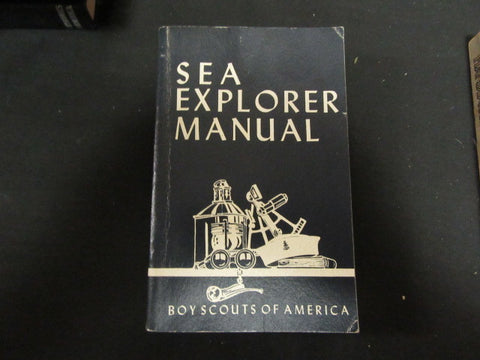 SEA
EXPLORER
MANUAL
BOY SCOUTS OF AMERICA